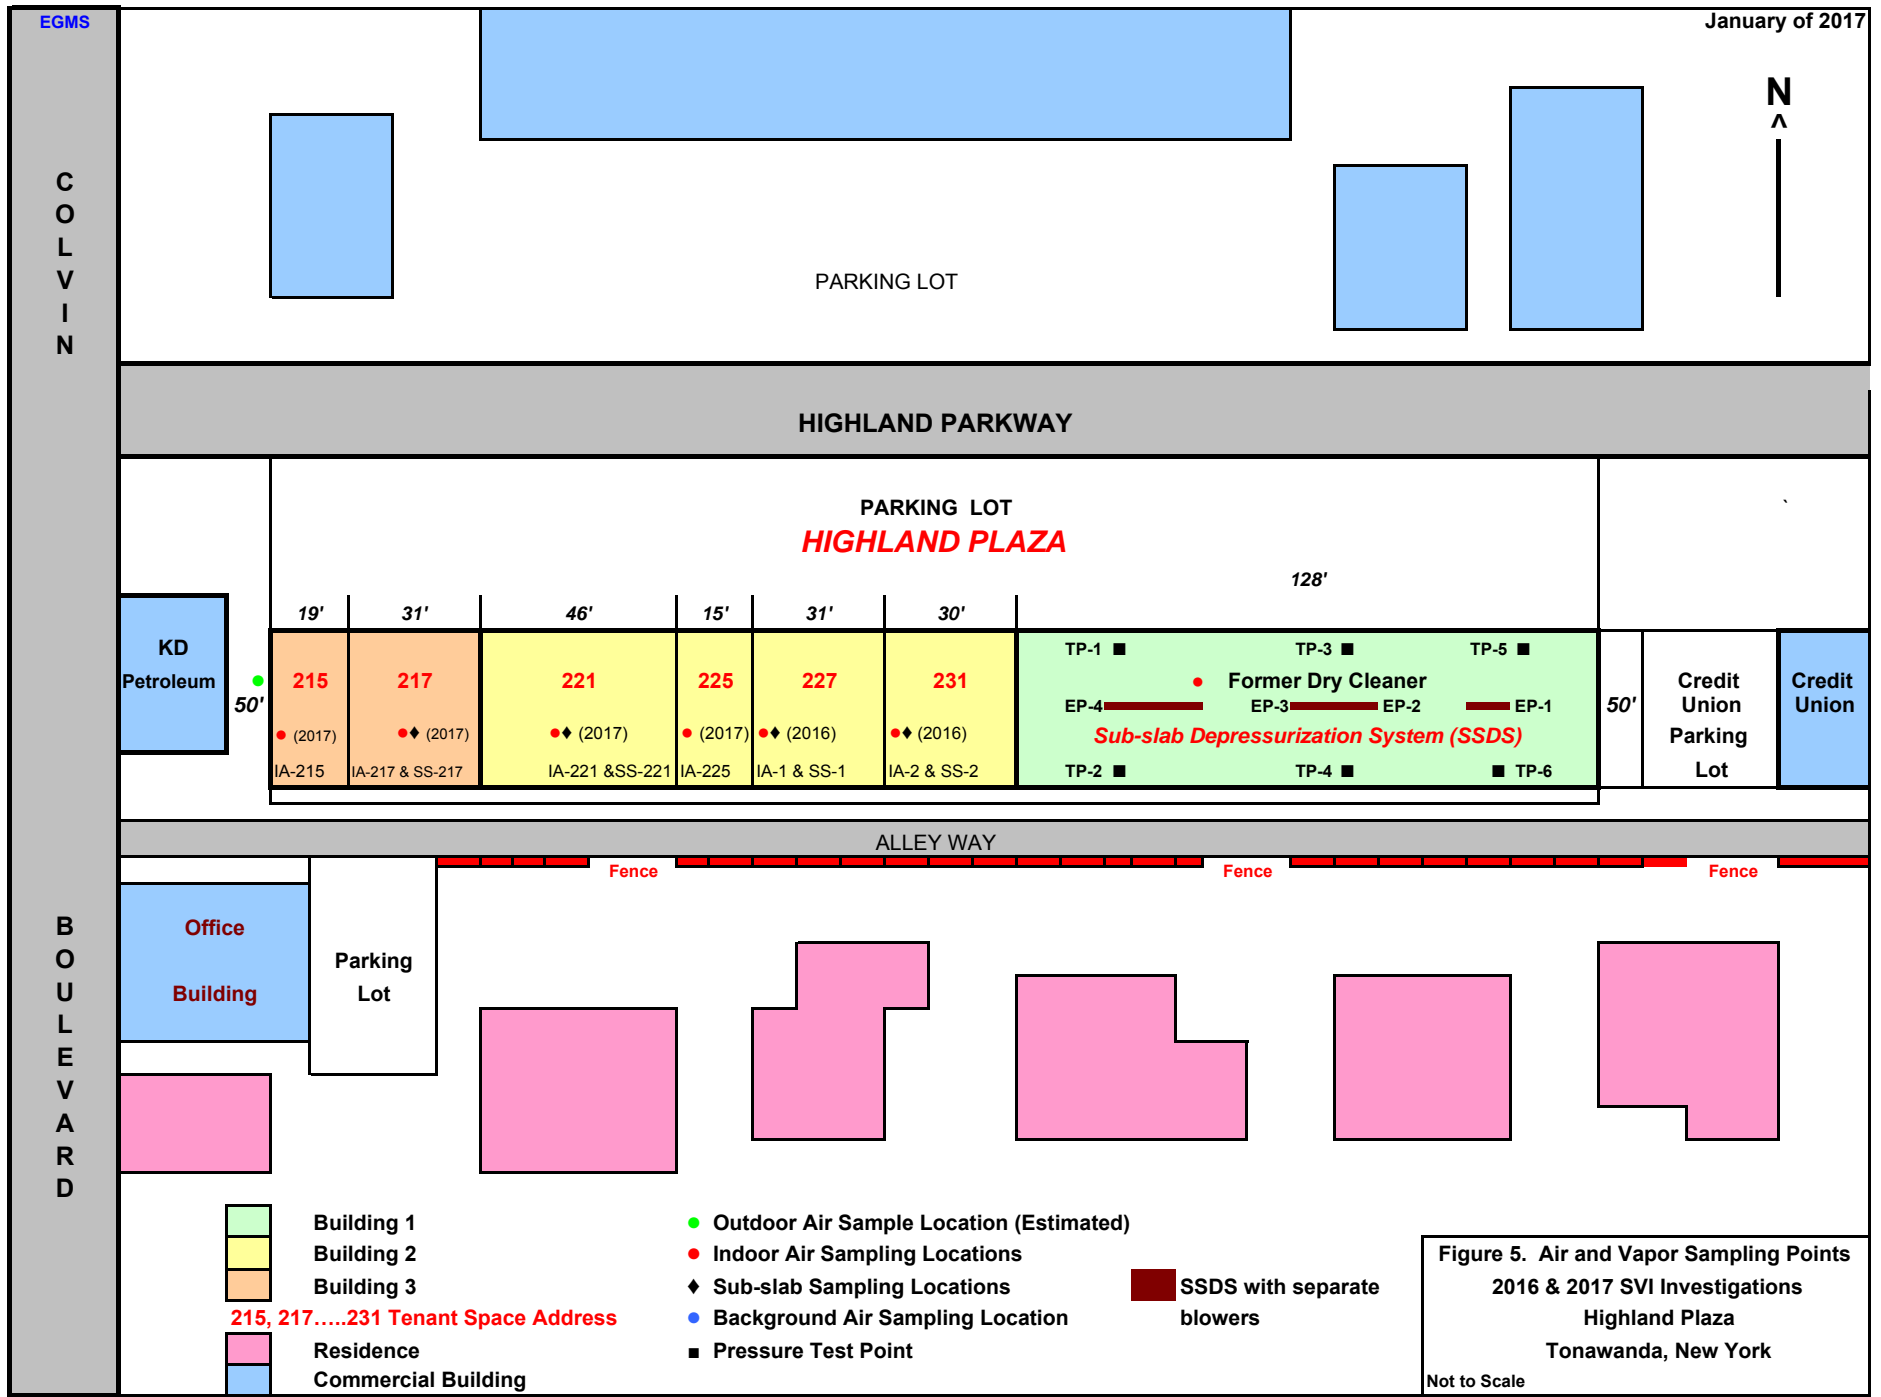 EGMS
January of 2017
N
^
COLVIN
PARKING LOT
HIGHLAND PARKWAY
PARKING LOT
`
HIGHLAND PLAZA
128'
19' 31' 46' 15' 31' 30'
KD
Petroleum
50'
215 217 221 225 227 231
(2017) (2017) (2017) (2017) (2016) (2016)
IA-215 IA-217 & SS-217 IA-221 &SS-221 IA-225 IA-1 & SS-1 IA-2 & SS-2
TP-1 TP-3 TP-5
Former Dry Cleaner
EP-4 EP-3 EP-2 EP-1
Sub-slab Depressurization System (SSDS)
TP-2 TP-4 TP-6
50'
Credit
Union
Parking
Lot
Credit
Union
ALLEY WAY
Fence Fence Fence
BOULEVARD
Office
Building
Parking
Lot
Building 1
Building 2
Building 3
215, 217.....231 Tenant Space Address
Residence
Commercial Building
Outdoor Air Sample Location (Estimated)
Indoor Air Sampling Locations
Sub-slab Sampling Locations
Background Air Sampling Location
Pressure Test Point
SSDS with separate
blowers
Figure 5. Air and Vapor Sampling Points
2016 & 2017 SVI Investigations
Highland Plaza
Tonawanda, New York
Not to Scale